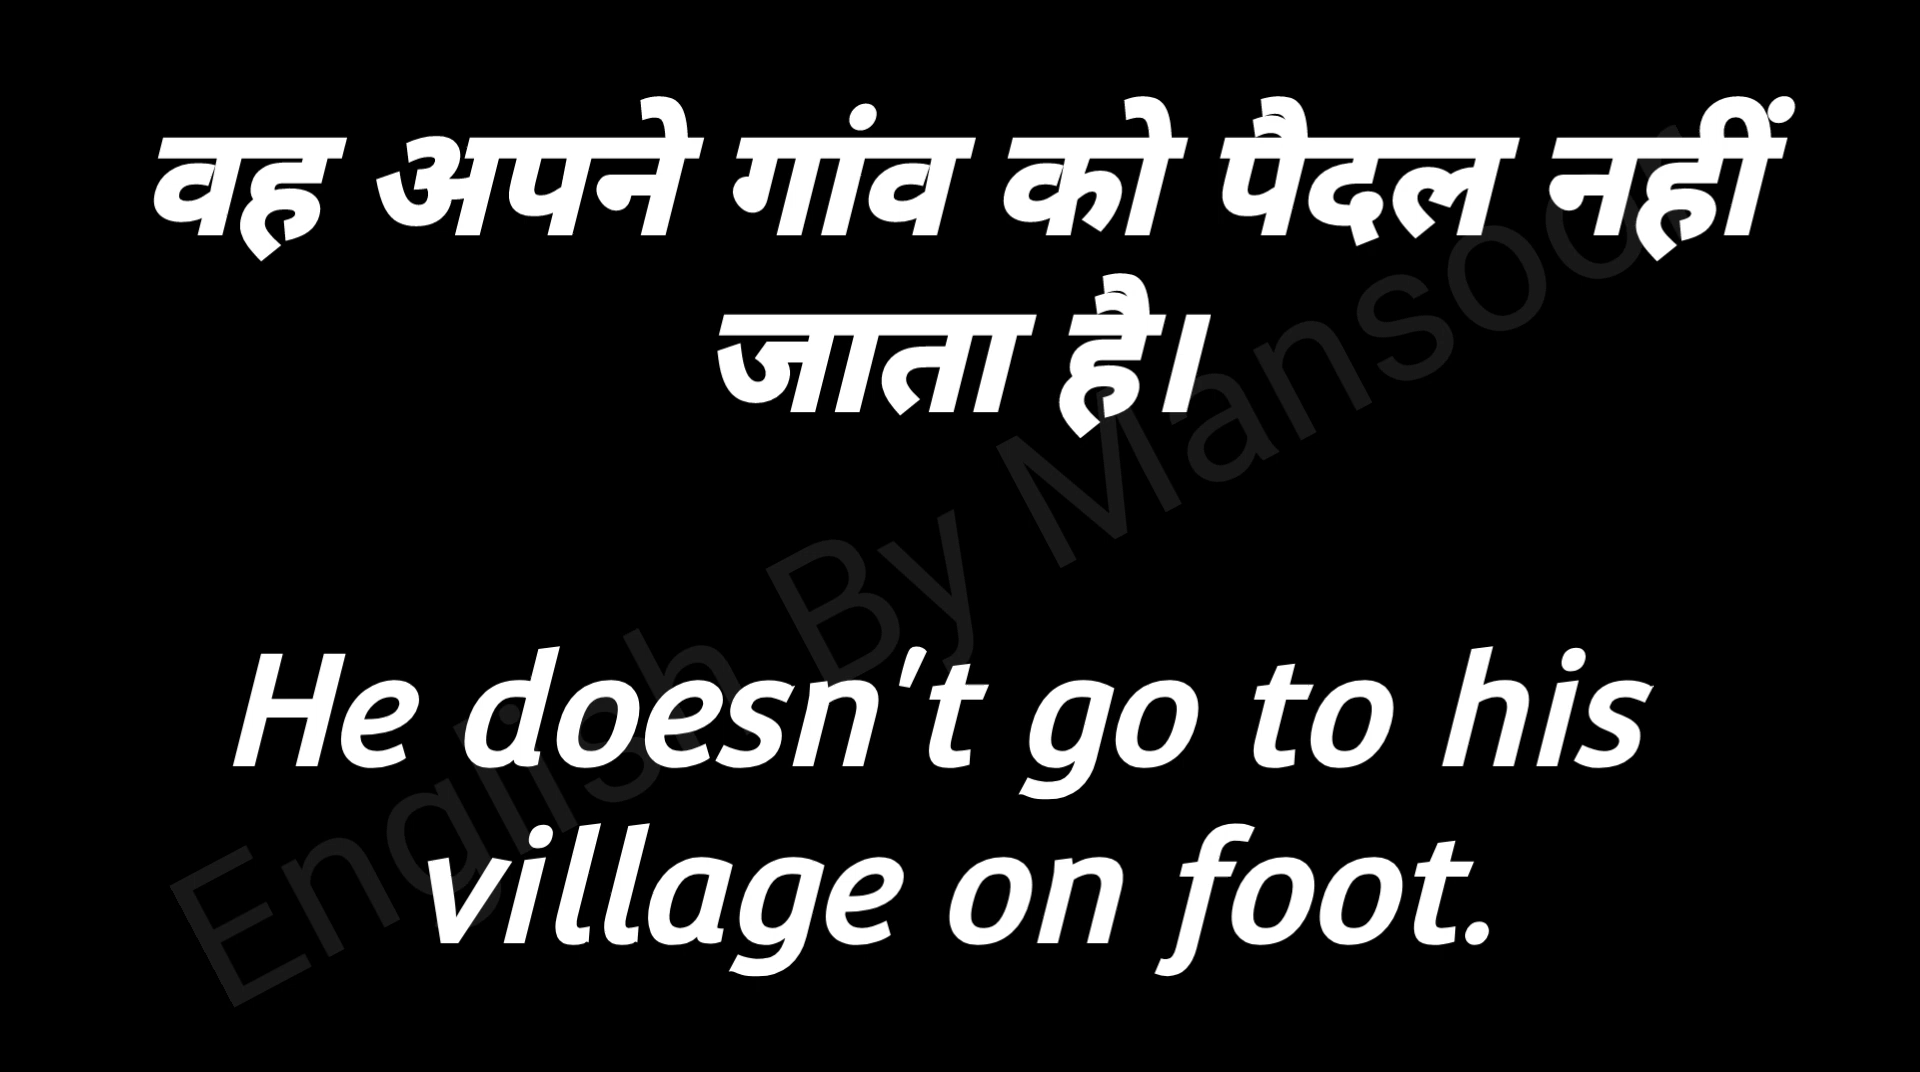 वह अपने गांव को पैदल नहीं
जाता है।
He doesn't go to his
village on foot.
English By Mansoor